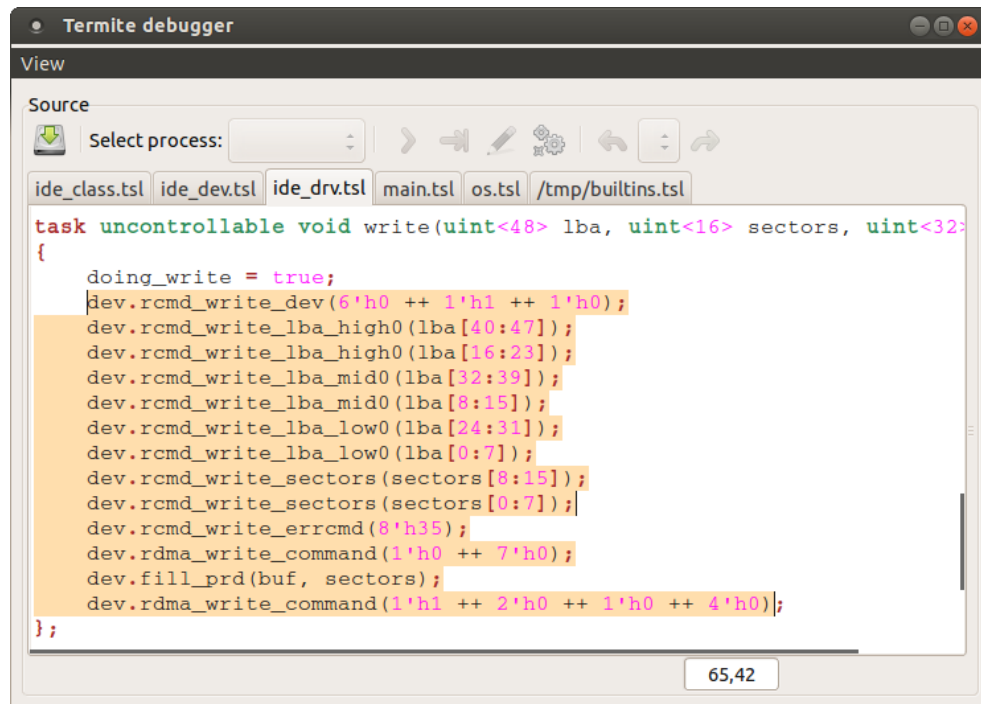 Termite debugger
View
Source
Select process:
ide_class.tsl ide_dev.tsl ide_drv.tsl main.tsl os.tsl /tmp/builtins.tsl
task uncontrollable void write(uint<48> lba, uint<16> sectors, uint<32>
{
    doing_write = true;
    dev.rcmd_write_dev(6'h0 ++ 1'h1 ++ 1'h0);
    dev.rcmd_write_lba_high0(lba[40:47]);
    dev.rcmd_write_lba_high0(lba[16:23]);
    dev.rcmd_write_lba_mid0(lba[32:39]);
    dev.rcmd_write_lba_mid0(lba[8:15]);
    dev.rcmd_write_lba_low0(lba[24:31]);
    dev.rcmd_write_lba_low0(lba[0:7]);
    dev.rcmd_write_sectors(sectors[8:15]);
    dev.rcmd_write_sectors(sectors[0:7]);
    dev.rcmd_write_errcmd(8'h35);
    dev.rdma_write_command(1'h0 ++ 7'h0);
    dev.fill_prd(buf, sectors);
    dev.rdma_write_command(1'h1 ++ 2'h0 ++ 1'h0 ++ 4'h0);
};
65,42